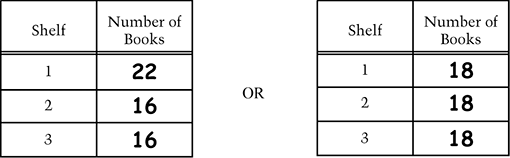 Shelf Number of Books
1 22
2 16
3 16
OR
Shelf Number of Books
1 18
2 18
3 18